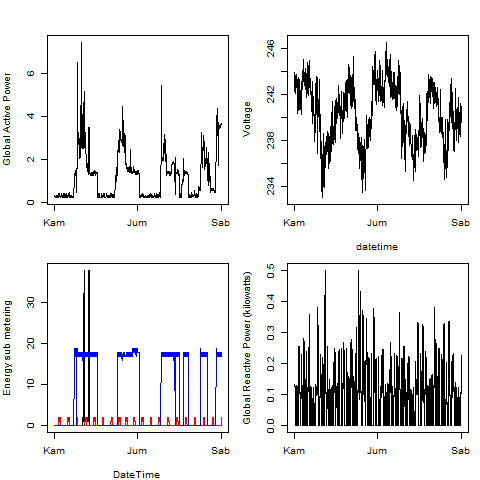 Global Active Power
0 2 4 6
Kam Jum Sab
Voltage
234 238 242 246
Kam Jum Sab
datetime
Energy sub metering
0 10 20 30
Kam Jum Sab
DateTime
Global Reactive Power (kilowatts)
0.0 0.1 0.2 0.3 0.4 0.5
Kam Jum Sab